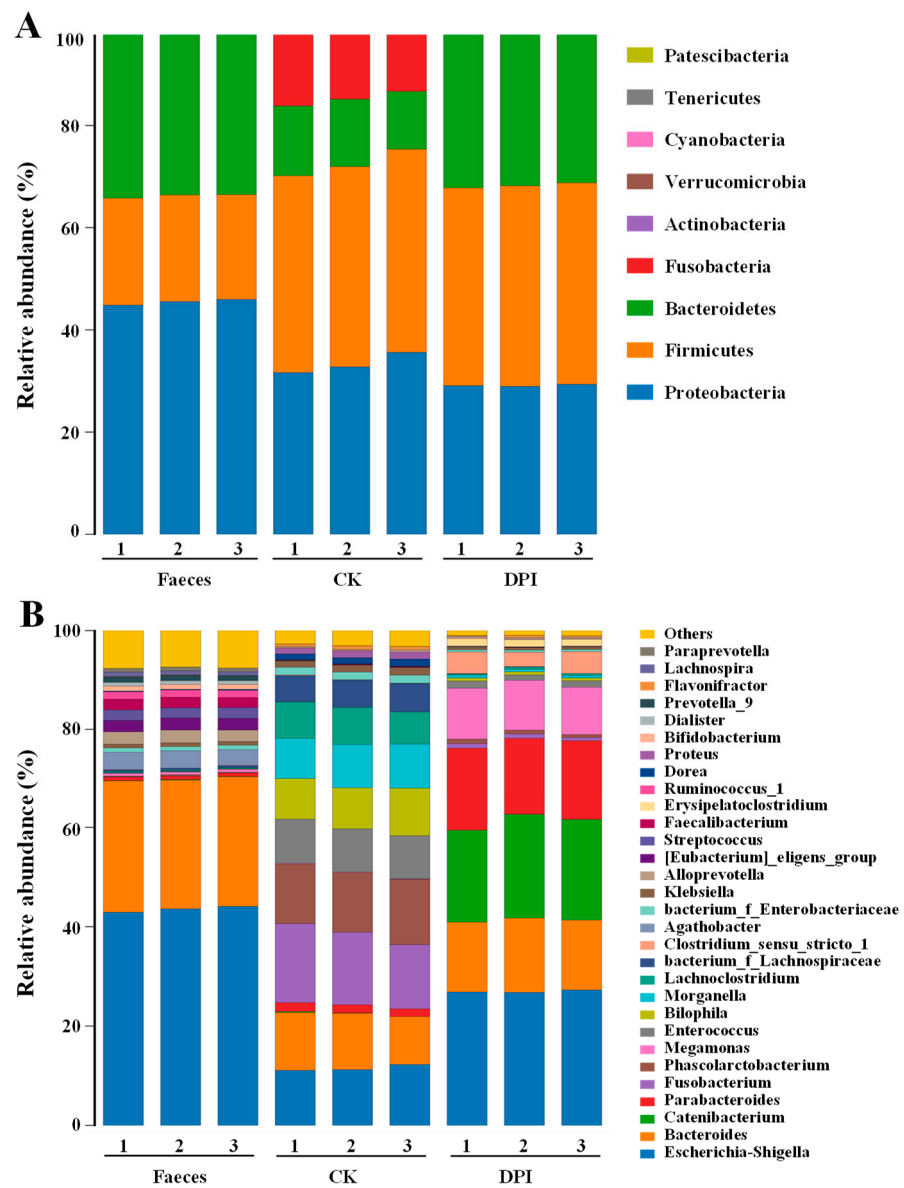 A
Relative abundance (%)
100
80
60
40
20
0
1 2 3 1 2 3 1 2 3
Faeces CK DPI
Patescibacteria
Tenericutes
Cyanobacteria
Verrucomicrobia
Actinobacteria
Fusobacteria
Bacteroidetes
Firmicutes
Proteobacteria
B
Relative abundance (%)
100
80
60
40
20
0
1 2 3 1 2 3 1 2 3
Faeces CK DPI
Others
Paraprevotella
Lachnospira
Flavonifractor
Prevotella_9
Dialister
Bifidobacterium
Proteus
Dorea
Ruminococcus_1
Erysipelatoclostridium
Faecalibacterium
Streptococcus
[Eubacterium]_eligens_group
Alloprevotella
Klebsiella
bacterium_f_Enterobacteriaceae
Agathobacter
Clostridium_sensu_stricto_1
bacterium_f_Lachnospiraceae
Lachnoclostridium
Morganella
Bilophila
Enterococcus
Megamonas
Phascolarctobacterium
Fusobacterium
Parabacteroides
Catenibacterium
Bacteroides
Escherichia-Shigella